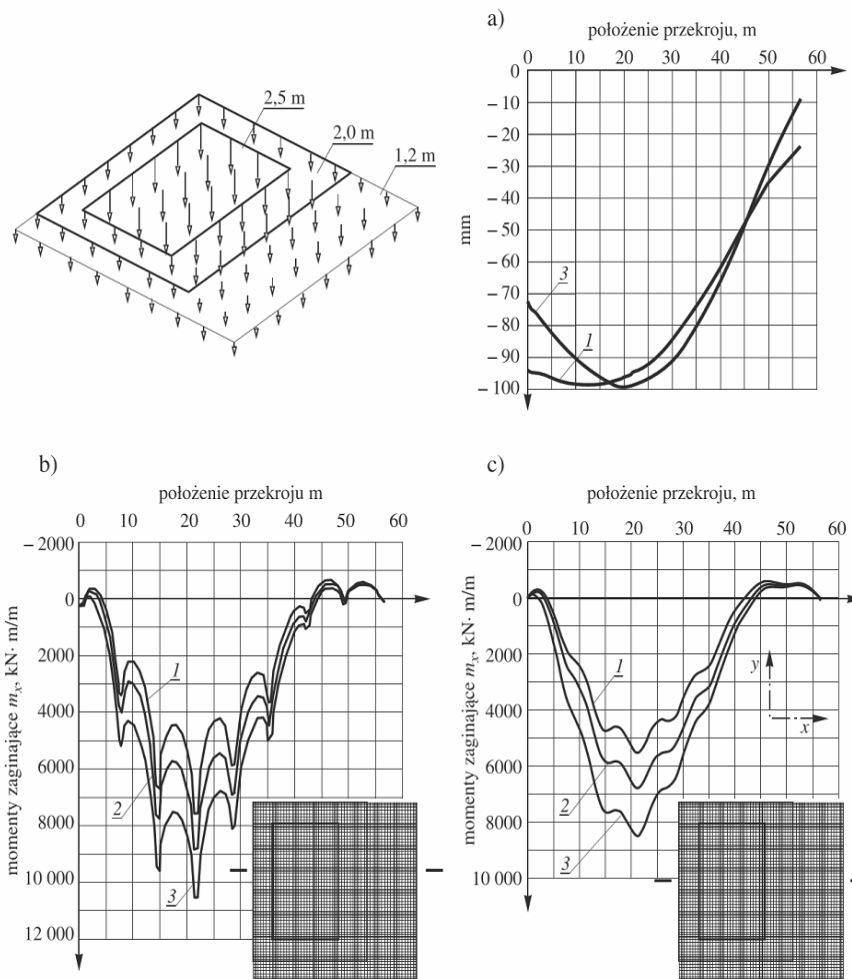 2,5 m
2,0 m
1,2 m
a)
położenie przekroju, m
0 10 20 30 40 50 60
0
– 10
– 20
– 30
– 40
– 50
– 60
– 70
– 80
– 90
– 100
mm
3
1
b)
położenie przekroju m
0 10 20 30 40 50 60
– 2000
0
2000
4000
6000
8000
10 000
12 000
momenty zaginające mx, kN· m/m
1
2
3
c)
położenie przekroju, m
0 10 20 30 40 50 60
– 2000
0
2000
4000
6000
8000
10 000
momenty zaginające mx, kN· m/m
1
2
3
y
x